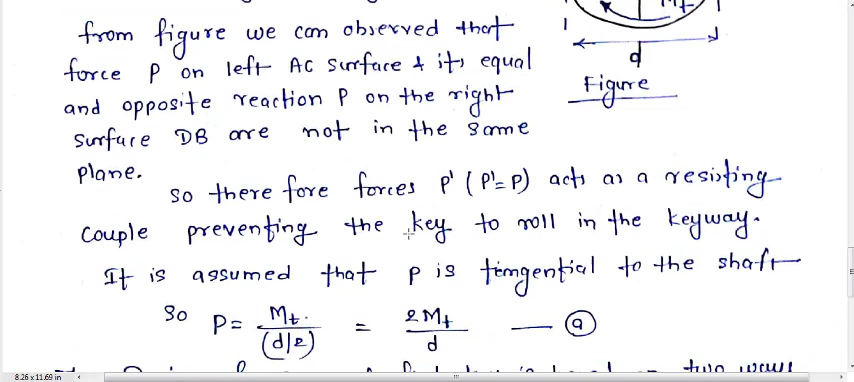 Mt
d
Figure
from figure we can observed that
force P on left AC surface & its equal
and opposite reaction P on the right
surface DB are not in the same
plane.
so there fore forces P' (P'=P) acts as a resisting
couple preventing the key to roll in the keyway.
It is assumed that P is tangential to the shaft
so P = Mt/(d/2) = 2Mt/d — (a)
two ways
8.26 x 11.69 in